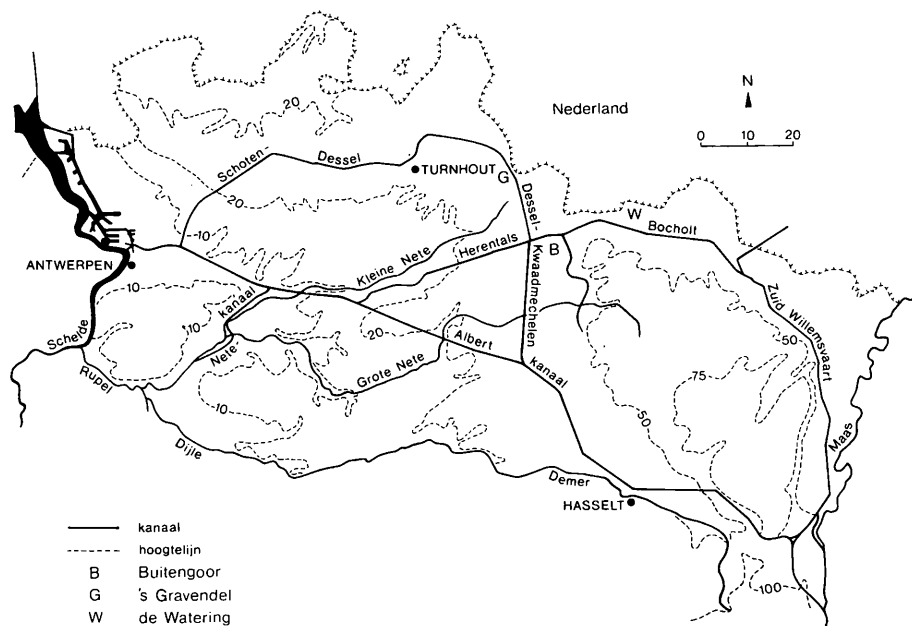 20
N
Nederland
0 10 20
Schoten- Dessel
TURNHOUT
G
Dessel-
W
Bocholt
20
10
Kleine Nete
Herentals
B
Kwaadmechelen
ANTWERPEN
10
kanaal
10
20
Albert
kanaal
Zuid Willemsvaart
50
Schelde
Rupel
Nete
Grote Nete
75
10
50
Maas
Dijle
Demer
HASSELT
100
kanaal
hoogtelijn
B Buitengoor
G 's Gravendel
W de Watering